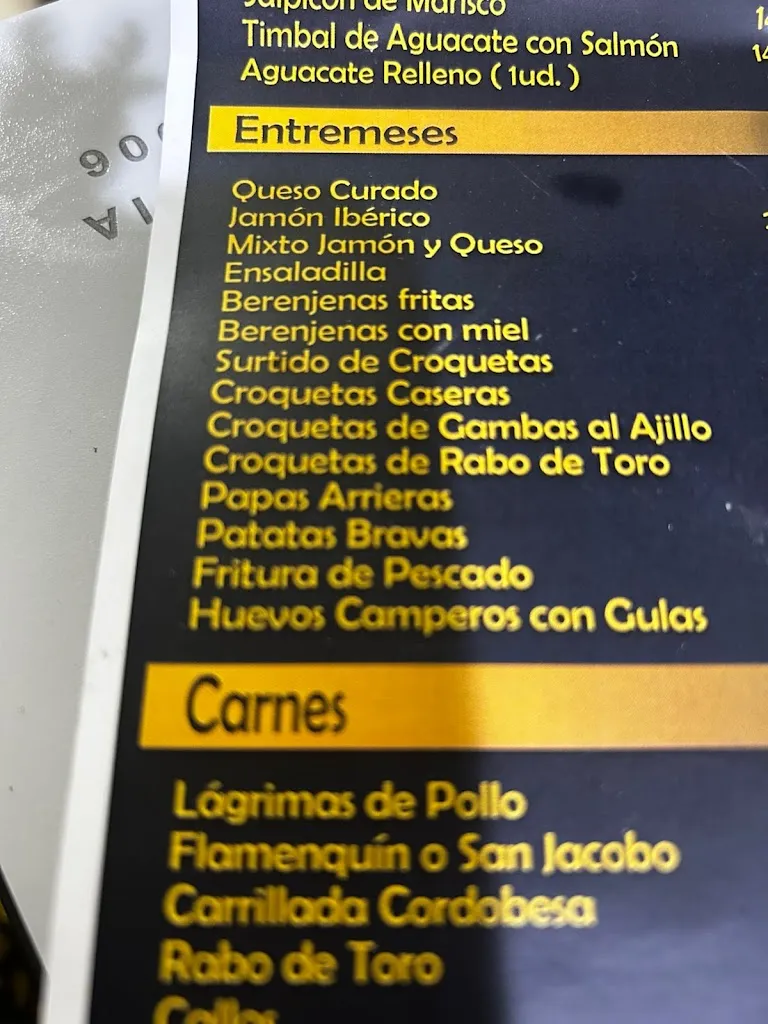 Salpicón de Marisco
Timbal de Aguacate con Salmón
Aguacate Relleno ( 1ud. )
Entremeses
Queso Curado
Jamón Ibérico
Mixto Jamón y Queso
Ensaladilla
Berenjenas fritas
Berenjenas con miel
Surtido de Croquetas
Croquetas Caseras
Croquetas de Gambas al Ajillo
Croquetas de Rabo de Toro
Papas Arrieras
Patatas Bravas
Fritura de Pescado
Huevos Camperos con Gulas
Carnes
Lágrimas de Pollo
Flamenquín o San Jacobo
Carrillada Cordobesa
Rabo de Toro